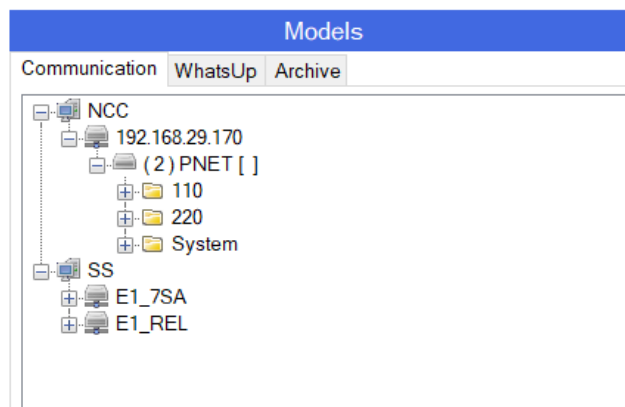 Models
Communication WhatsUp Archive
NCC
192.168.29.170
( 2 ) PNET [ ]
110
220
System
SS
E1_7SA
E1_REL